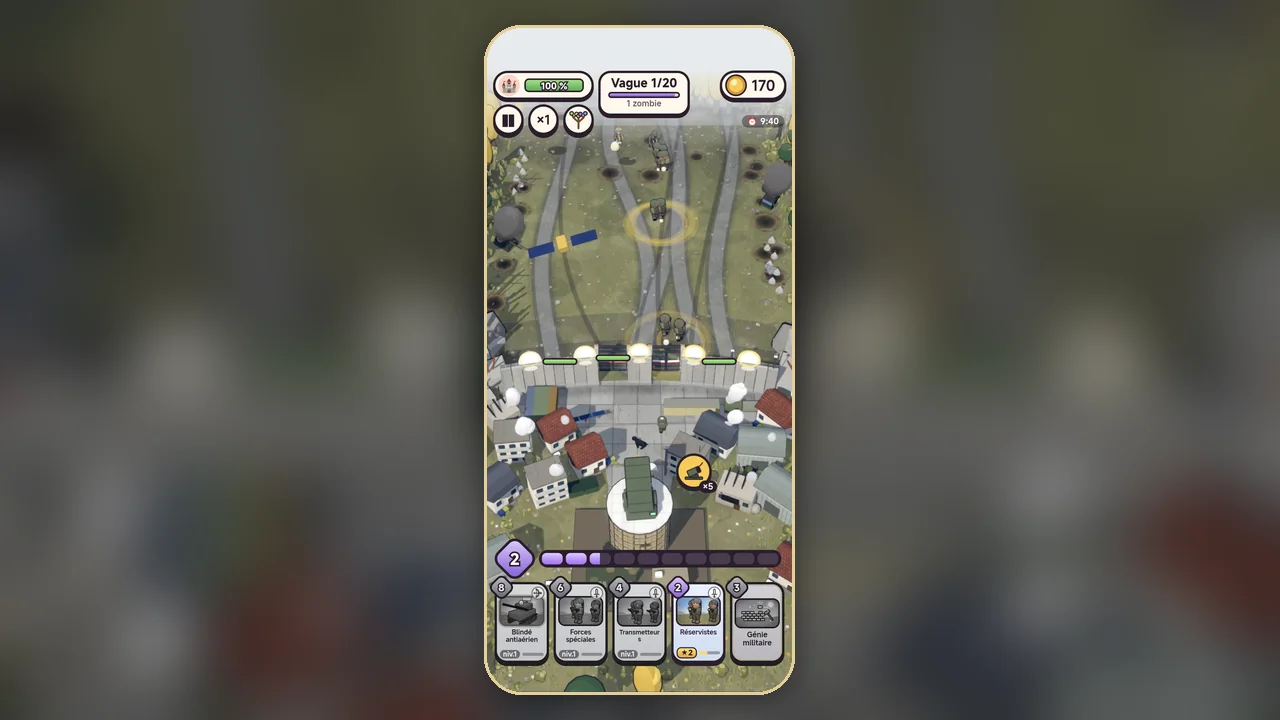 100 %
Vague 1/20
1 zombie
170
×1
9:40
×5
2
8
6
4
2
3
Blindé
antiaérien
Forces
spéciales
Transmetteur
s
Réservistes
Génie
militaire
niv.1
niv.1
niv.1
★2